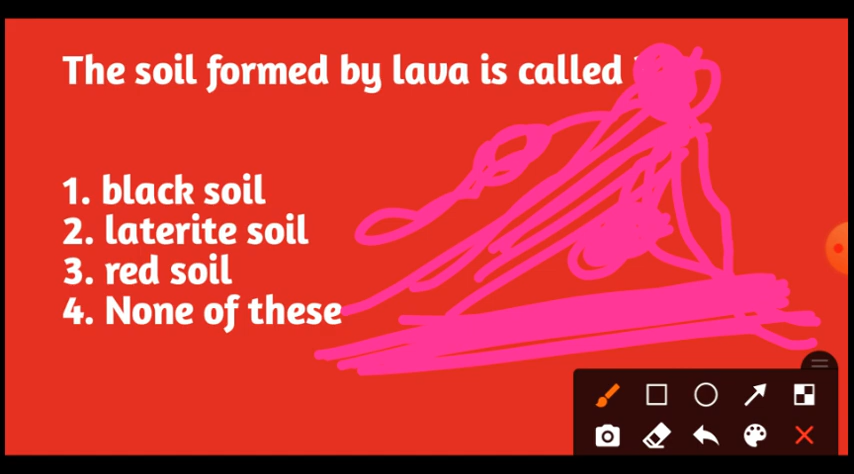 The soil formed by lava is called
1. black soil
2. laterite soil
3. red soil
4. None of these